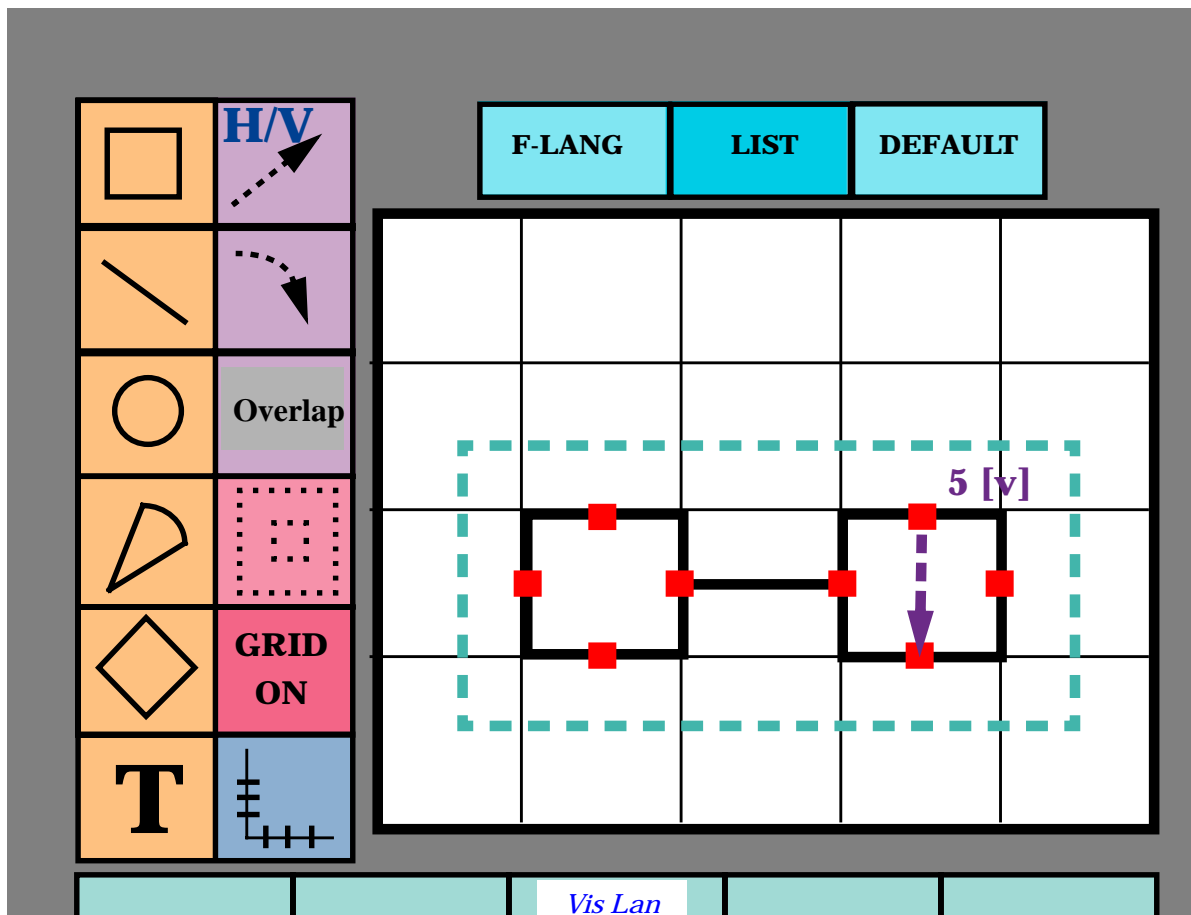 H/V
F-LANG
LIST
DEFAULT
Overlap
5 [v]
GRID
ON
T
Vis Lan